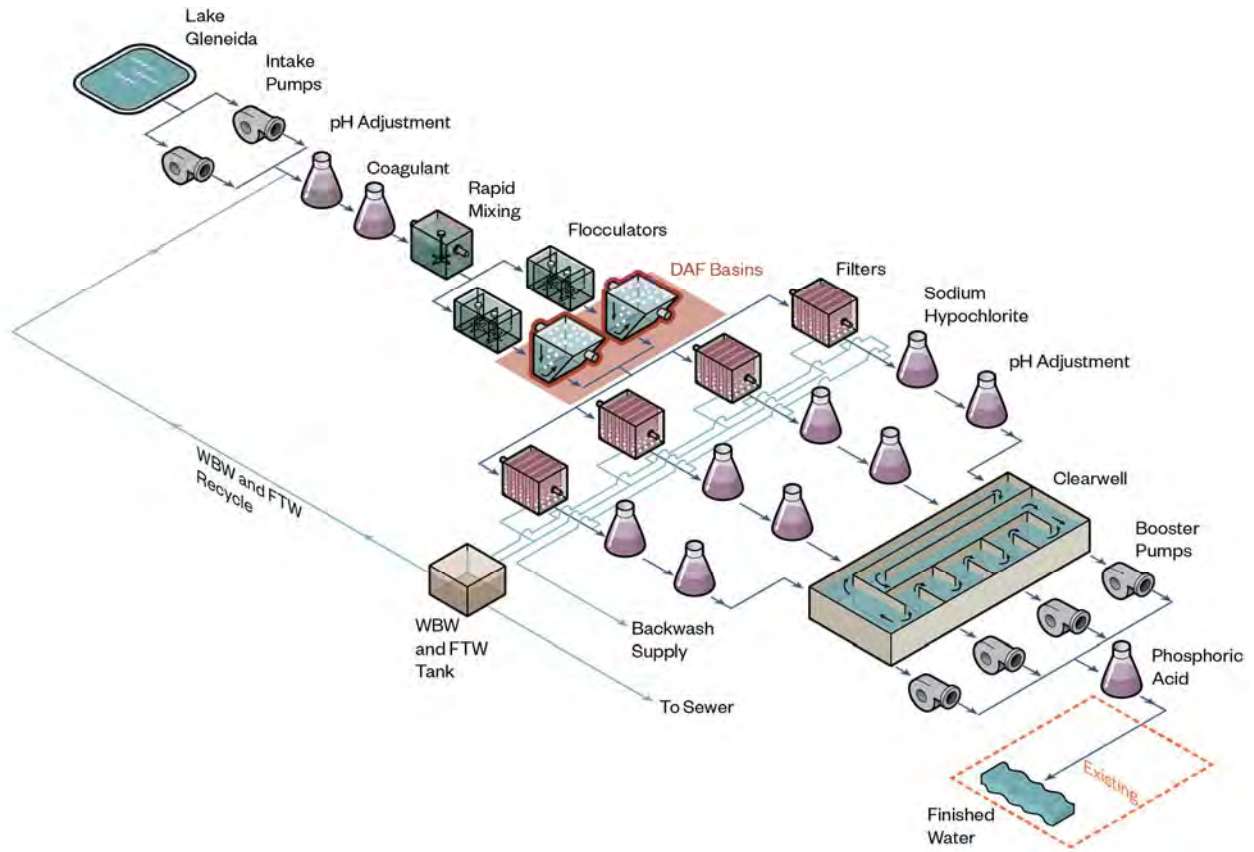 Lake
Gleneida
Intake
Pumps
pH Adjustment
Coagulant
Rapid
Mixing
Flocculators
DAF Basins
Filters
Sodium
Hypochlorite
pH Adjustment
Clearwell
Booster
Pumps
WBW and FTW
Recycle
WBW
and FTW
Tank
Backwash
Supply
To Sewer
Phosphoric
Acid
Existing
Finished
Water